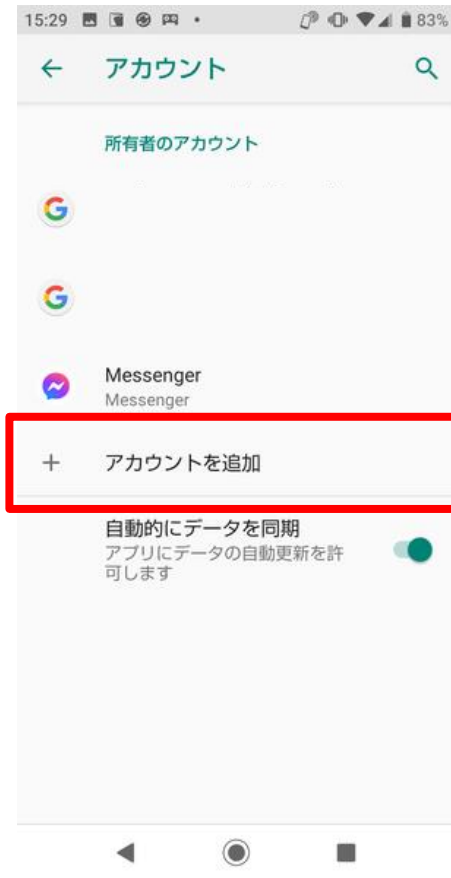 15:29
83%
アカウント
所有者のアカウント
Messenger
Messenger
アカウントを追加
自動的にデータを同期
アプリにデータの自動更新を許
可します